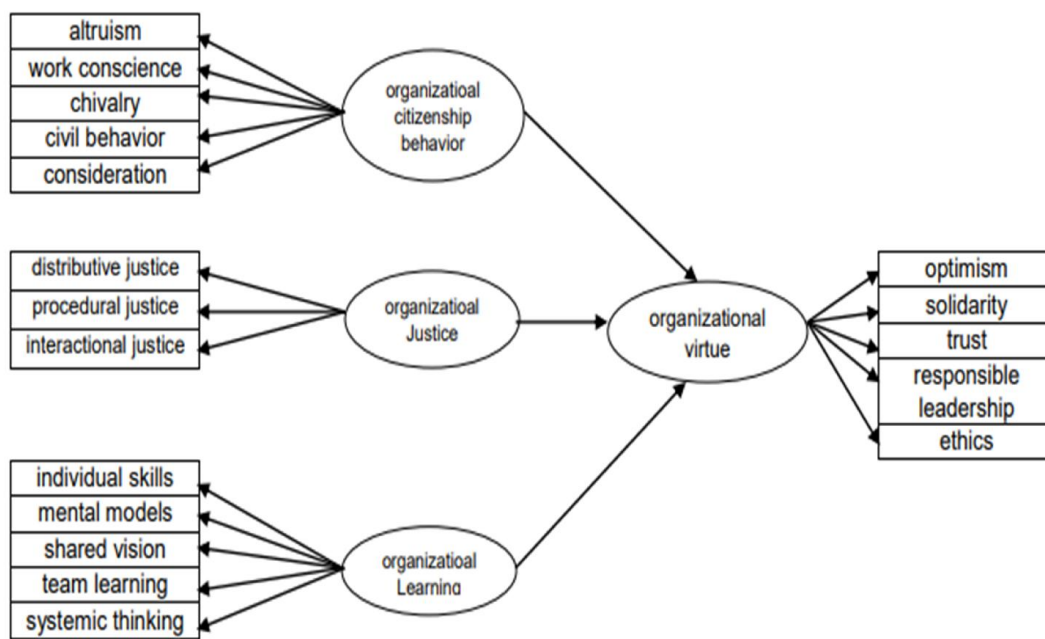 altruism
work conscience
chivalry
civil behavior
consideration
organizatioal
citizenship
behavior
distributive justice
procedural justice
interactional justice
organizatioal
Justice
organizational
virtue
optimism
solidarity
trust
responsible
leadership
ethics
individual skills
mental models
shared vision
team learning
systemic thinking
organizatioal
Learning